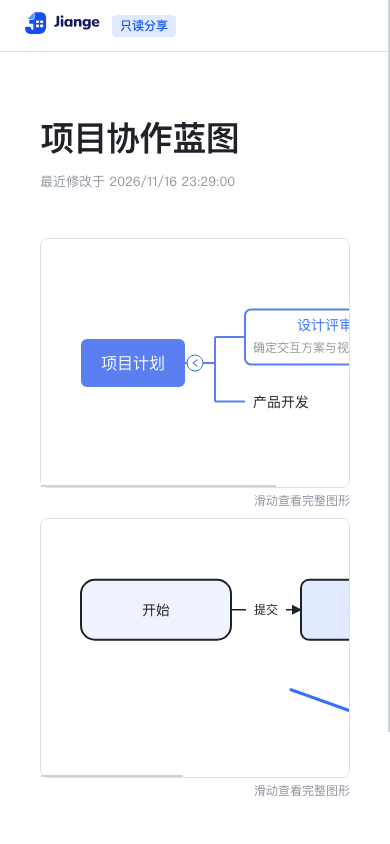 Jiange
只读分享
项目协作蓝图
最近修改于 2026/11/16 23:29:00
设计评审
项目计划
确定交互方案与视
产品开发
滑动查看完整图形
开始
提交
滑动查看完整图形